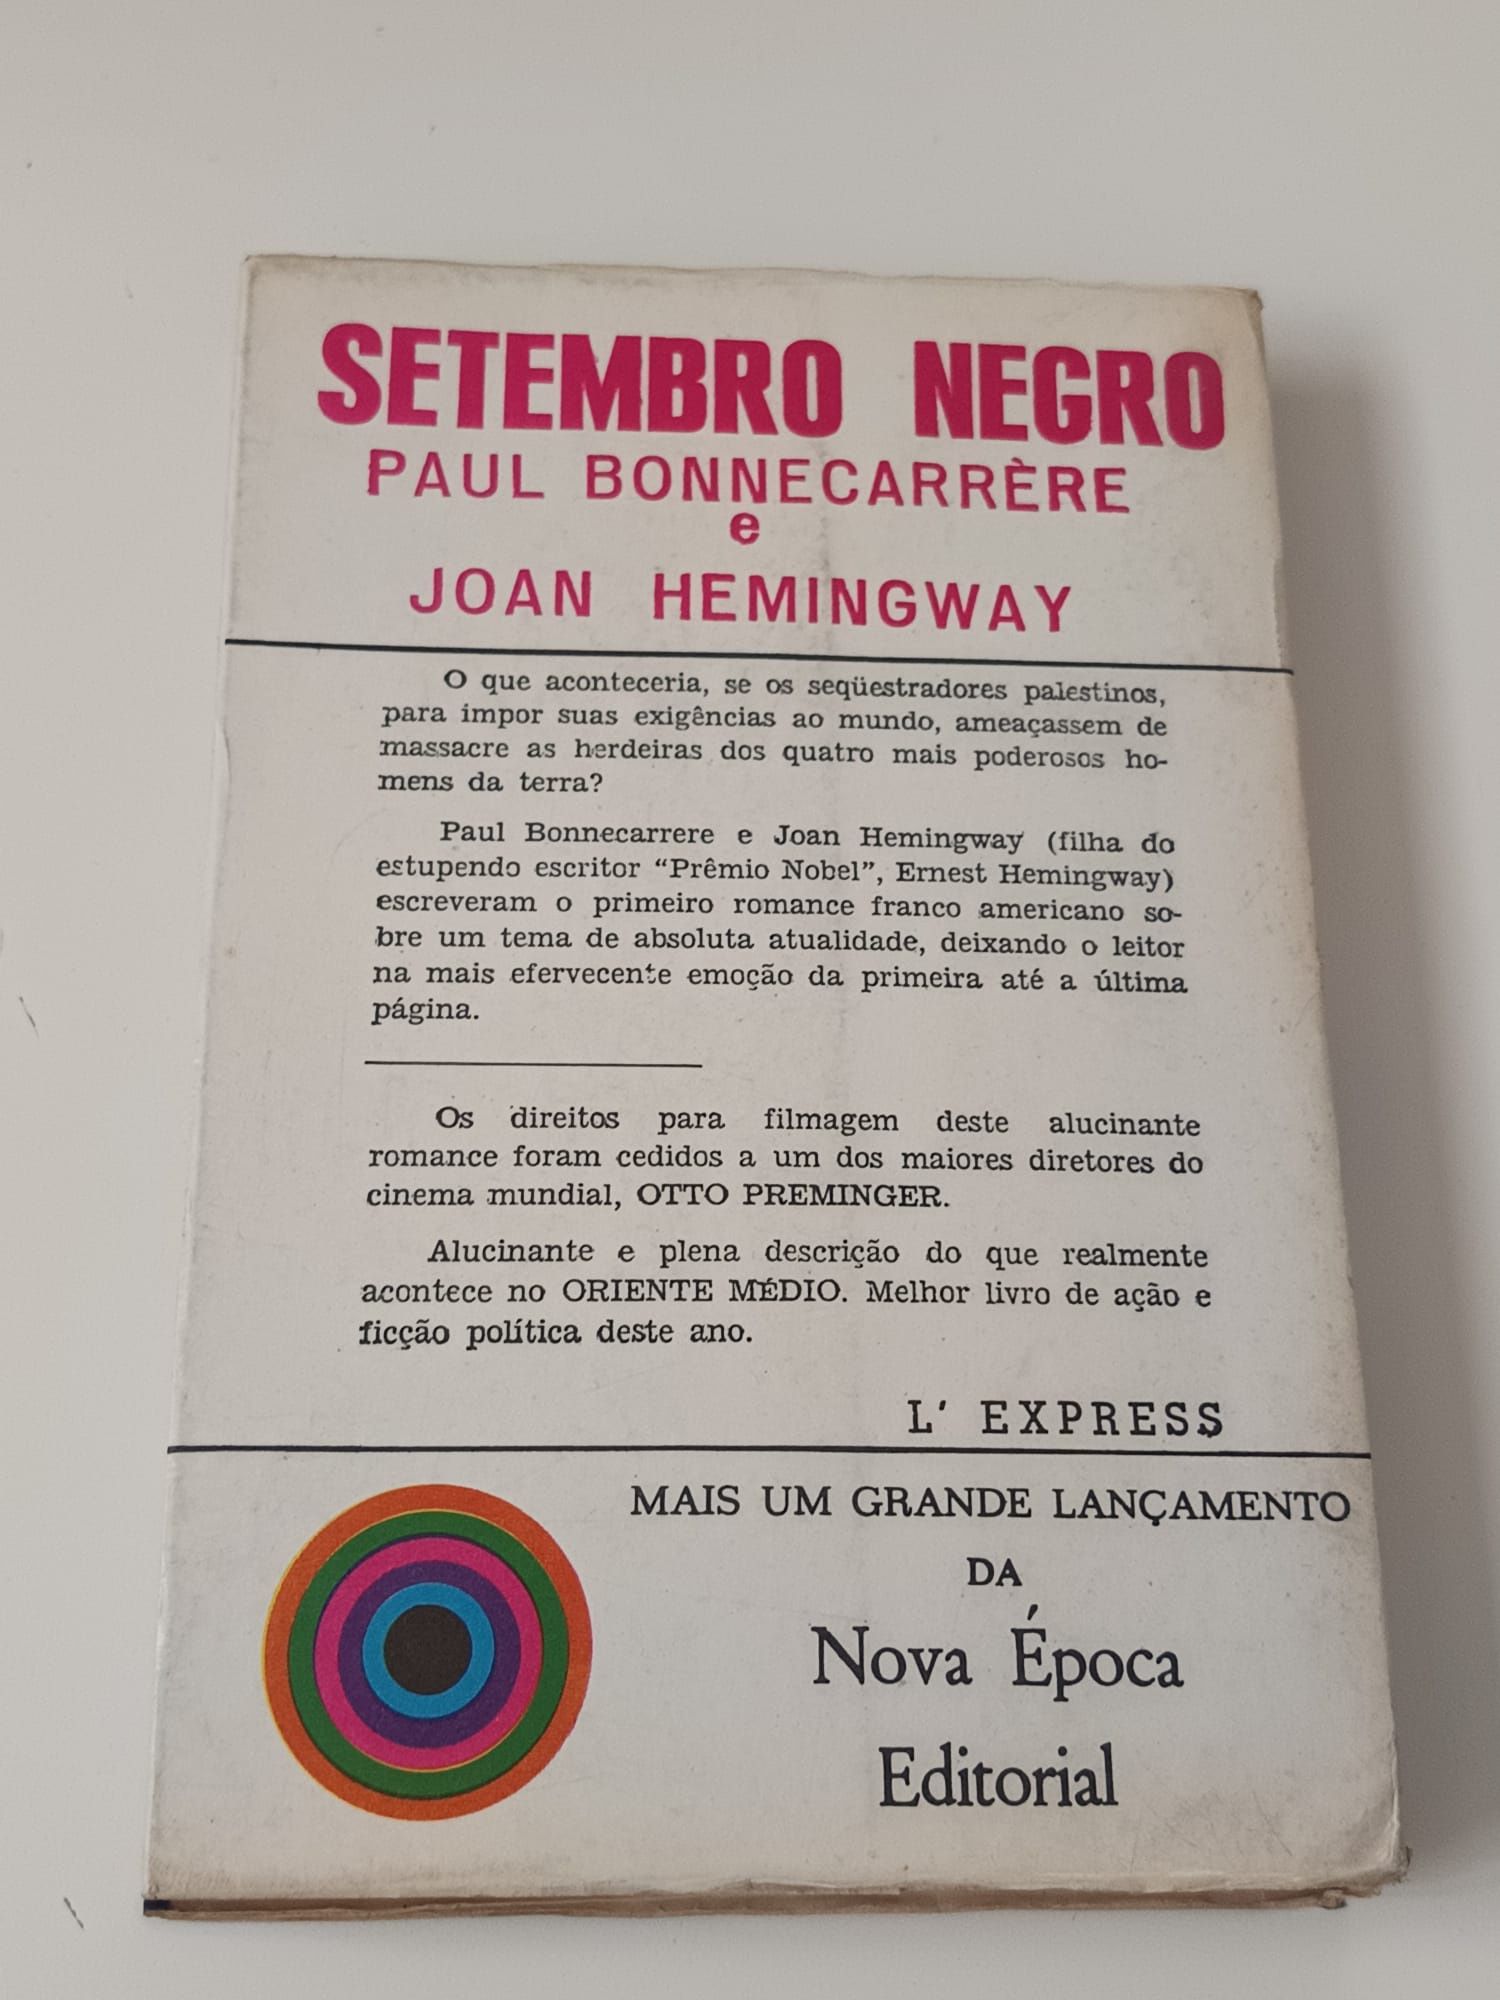 SETEMBRO NEGRO
PAUL BONNECARRÈRE
e
JOAN HEMINGWAY
O que aconteceria, se os seqüestradores palestinos,
para impor suas exigências ao mundo, ameaçassem de
massacre as herdeiras dos quatro mais poderosos ho-
mens da terra?
Paul Bonnecarrere e Joan Hemingway (filha do
estupendo escritor "Prêmio Nobel", Ernest Hemingway)
escreveram o primeiro romance franco americano so-
bre um tema de absoluta atualidade, deixando o leitor
na mais efervecente emoção da primeira até a última
página.
Os direitos para filmagem deste alucinante
romance foram cedidos a um dos maiores diretores do
cinema mundial, OTTO PREMINGER.
Alucinante e plena descrição do que realmente
acontece no ORIENTE MÉDIO. Melhor livro de ação e
ficção política deste ano.
L' EXPRESS
MAIS UM GRANDE LANÇAMENTO
DA
Nova Época
Editorial